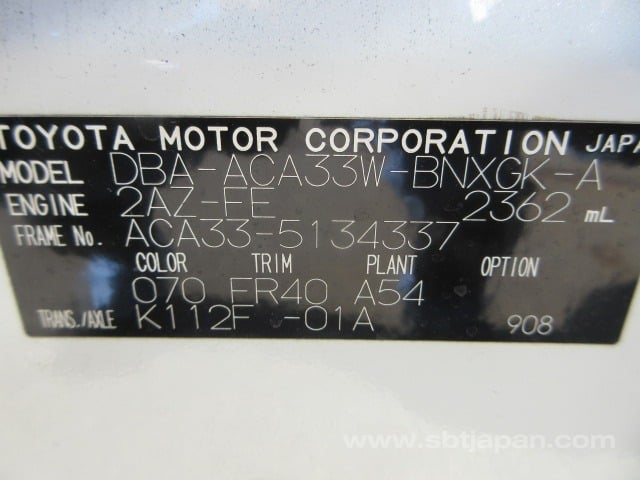 TOYOTA MOTOR CORPORATION JAPA
MODEL DBA-ACA33W-BNXGK-A
ENGINE 2AZ-FE 2362 mL
FRAME No. ACA33-5134337
COLOR TRIM PLANT OPTION
070 FR40 A54
TRANS./AXLE K112F -01A 908
www.sbtjapan.com